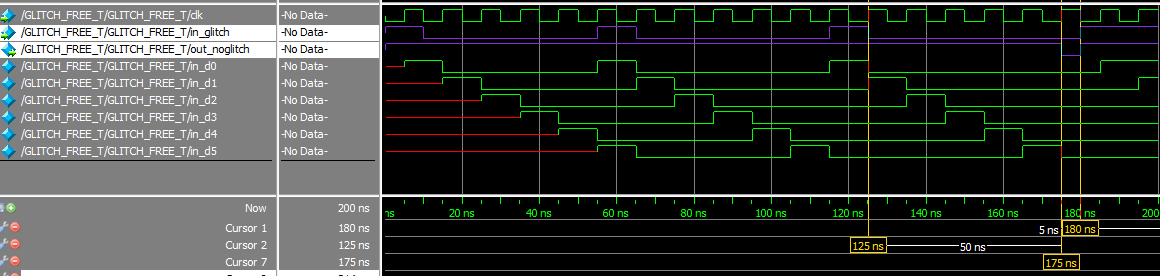 /GLITCH_FREE_T/GLITCH_FREE_T/clk -No Data-
/GLITCH_FREE_T/GLITCH_FREE_T/in_glitch -No Data-
/GLITCH_FREE_T/GLITCH_FREE_T/out_noglitch -No Data-
/GLITCH_FREE_T/GLITCH_FREE_T/in_d0 -No Data-
/GLITCH_FREE_T/GLITCH_FREE_T/in_d1 -No Data-
/GLITCH_FREE_T/GLITCH_FREE_T/in_d2 -No Data-
/GLITCH_FREE_T/GLITCH_FREE_T/in_d3 -No Data-
/GLITCH_FREE_T/GLITCH_FREE_T/in_d4 -No Data-
/GLITCH_FREE_T/GLITCH_FREE_T/in_d5 -No Data-
Now 200 ns ns 20 ns 40 ns 60 ns 80 ns 100 ns 120 ns 140 ns 160 ns 180 ns 200
Cursor 1 180 ns 5 ns 180 ns
Cursor 2 125 ns 125 ns 50 ns
Cursor 7 175 ns 175 ns